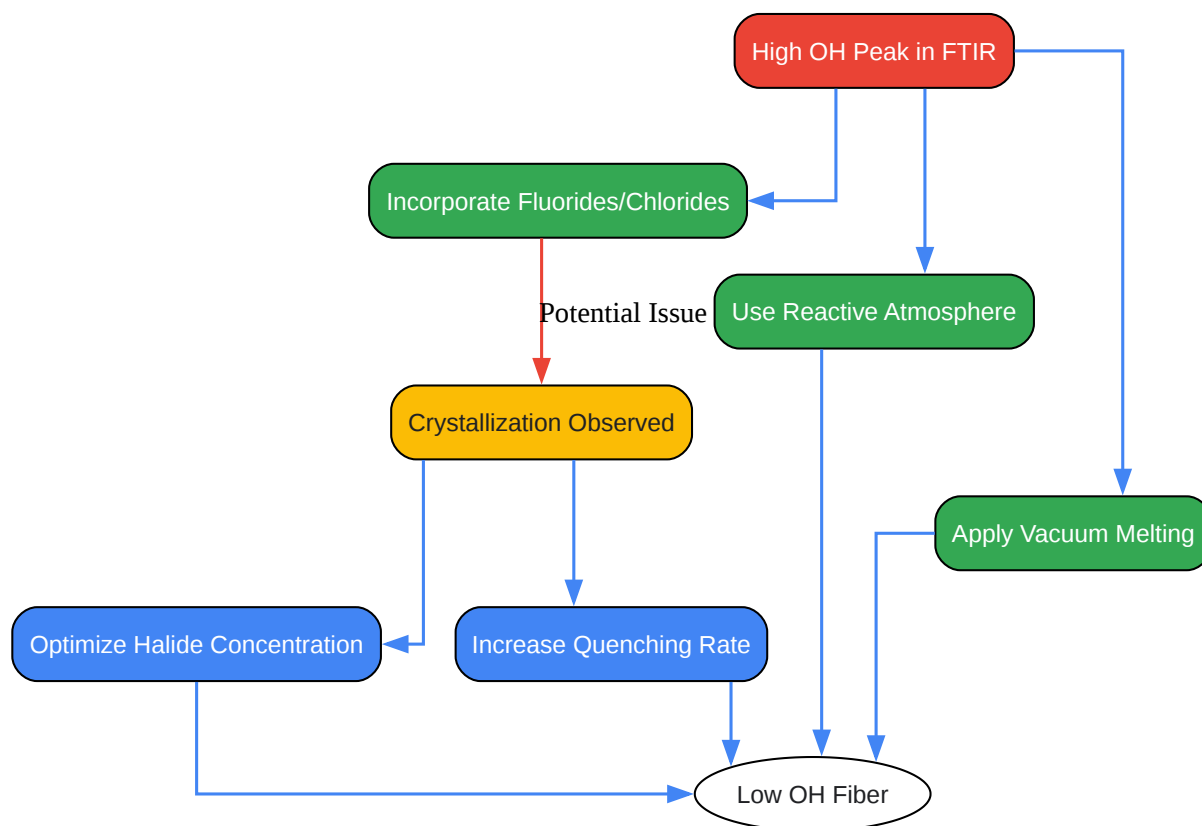 High OH Peak in FTIR
Incorporate Fluorides/Chlorides
Potential Issue
Use Reactive Atmosphere
Crystallization Observed
Apply Vacuum Melting
Optimize Halide Concentration
Increase Quenching Rate
Low OH Fiber